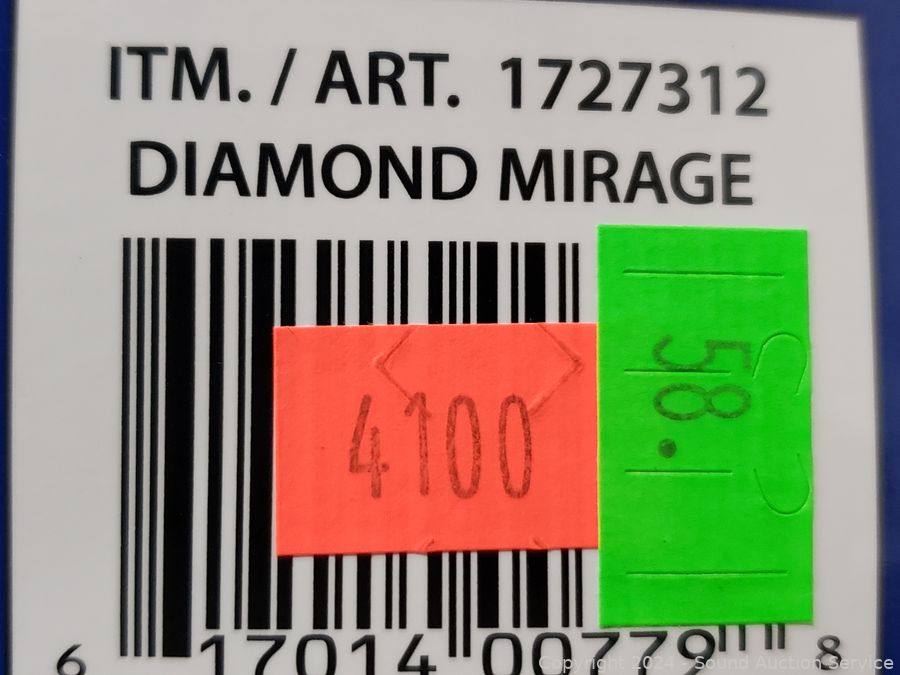 ITM. / ART. 1727312
DIAMOND MIRAGE
58.
4100
6 17014 00779 8
Copyright 2024 - Sound Auction Service